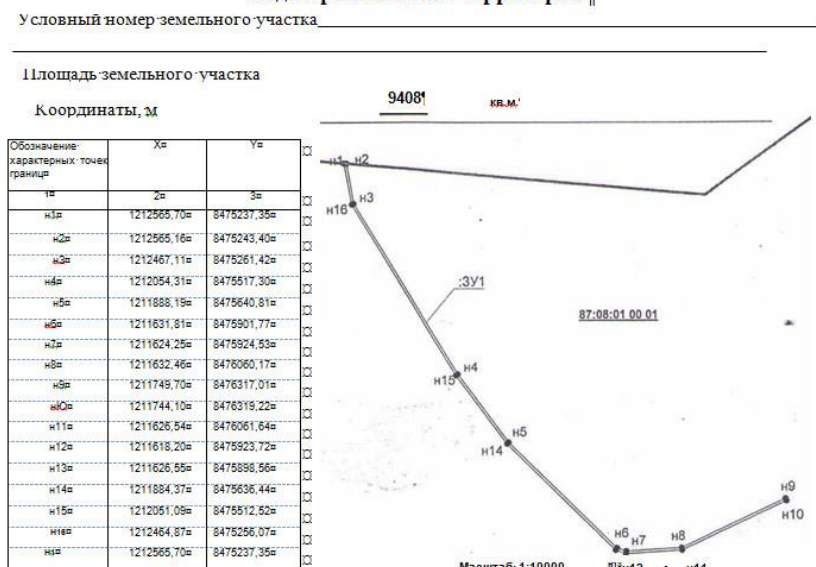 Условный номер земельного участка
Площадь земельного участка
9408¶ кв.м.
Координаты, м
Обозначение характерных точек границ¤ X¤ Y¤
1¤ 2¤ 3¤
н1¤ 1212565,70¤ 8475237,35¤
н2¤ 1212565,16¤ 8475243,40¤
н3¤ 1212467,11¤ 8475261,42¤
н4¤ 1212054,31¤ 8475517,30¤
н5¤ 1211888,19¤ 8475640,81¤
н6¤ 1211631,81¤ 8475901,77¤
н7¤ 1211624,25¤ 8475924,53¤
н8¤ 1211632,46¤ 8476060,17¤
н9¤ 1211749,70¤ 8476317,01¤
нЮ¤ 1211744,10¤ 8476319,22¤
н11¤ 1211626,54¤ 8476061,64¤
н12¤ 1211618,20¤ 8475923,72¤
н13¤ 1211626,55¤ 8475898,56¤
н14¤ 1211884,37¤ 8475636,44¤
н15¤ 1212051,09¤ 8475512,52¤
н16¤ 1212464,87¤ 8475256,07¤
1212565,70¤ 8475237,35¤
н1 н2
н16 н3
:ЗУ1
87:08:01 00 01
н15 н4
н14 н5
н9
н10
н6 н7 н8
Масштаб: 1:10000 н12 н11